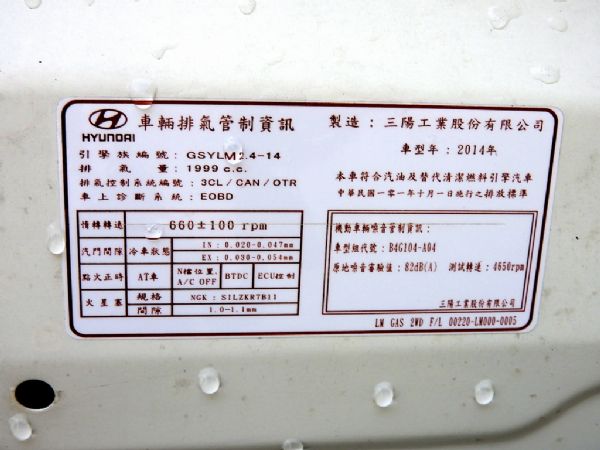 HYUNDAI
車輛排氣管制資訊
製造：三陽工業股份有限公司
車型年：2014年
引擎族編號：GSYLM2.4-14
排氣量：1999 c.c.
排氣控制系統編號：3CL/CAN/OTR
車上診斷系統：EOBD
本車符合汽油及替代清潔燃料引擎汽車
中華民國一○一年十月一日施行之排放標準
惰轉轉速 660±100 rpm
汽門間隙 冷車狀態 IN：0.020-0.047mm
EX：0.030-0.054mm
點火正時 AT車 N檔位置, A/C OFF BTDC ECU控制
火星塞 規格 NGK：SILZKR7B11
間隙 1.0-1.1mm
機動車輛噪音管制資訊：
車型組代號：B4G104-A04
原地噪音審驗值：82dB(A) 測試轉速：4650rpm
三陽工業股份有限公司
LM GAS 2WD F/L 00220-LM000-0005